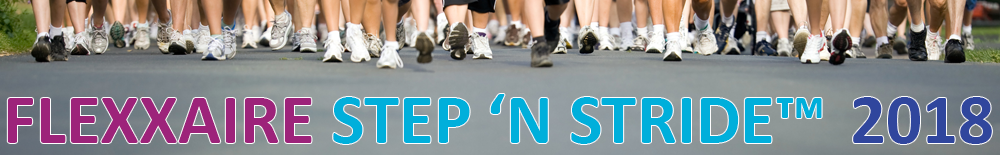 FLEXXAIRE STEP ‘N STRIDE™ 2018